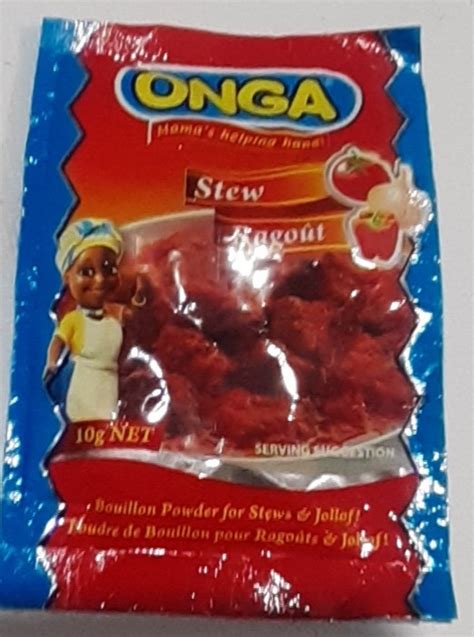 ONGA
Mama's helping hand!
Stew
Ragoût
10g NET
SERVING SUGGESTION
Bouillon Powder for Stews & Jollof!
Poudre de Bouillon pour Ragoûts & Jollof!